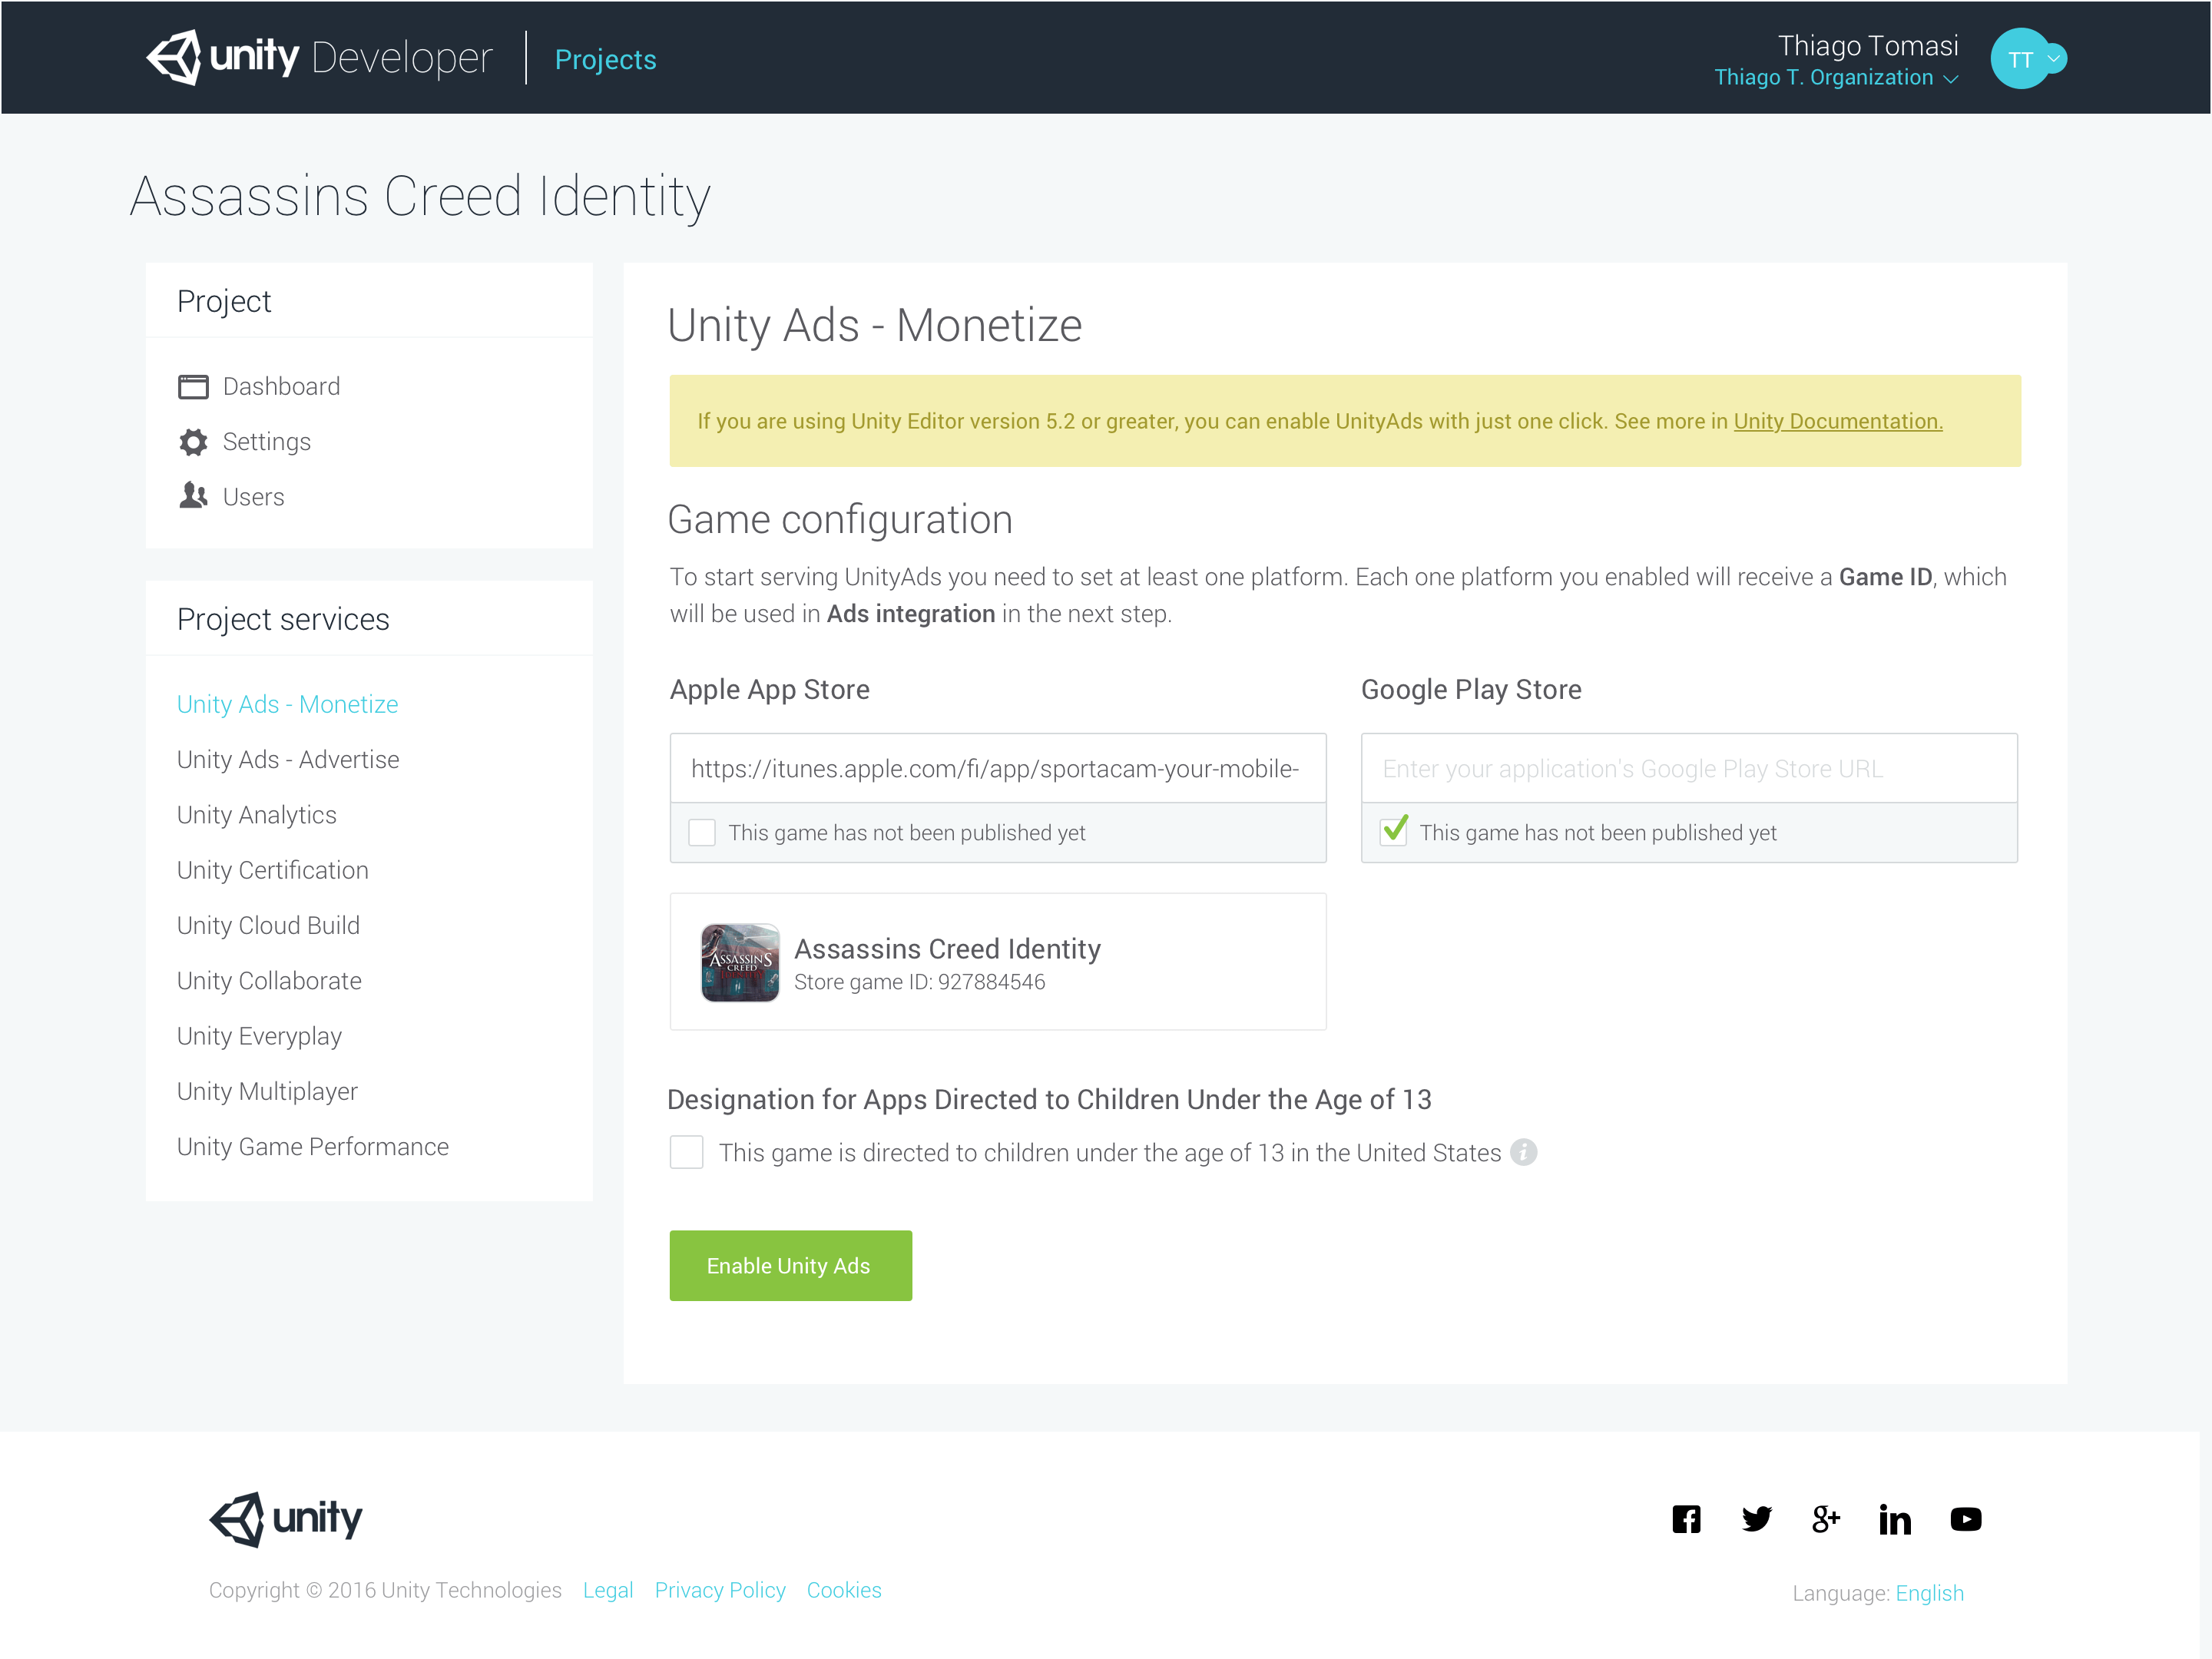 unity Developer
Projects
Thiago Tomasi
Thiago T. Organization
TT
Assassins Creed Identity
Project
Dashboard
Settings
Users
Project services
Unity Ads - Monetize
Unity Ads - Advertise
Unity Analytics
Unity Certification
Unity Cloud Build
Unity Collaborate
Unity Everyplay
Unity Multiplayer
Unity Game Performance
Unity Ads - Monetize
If you are using Unity Editor version 5.2 or greater, you can enable UnityAds with just one click. See more in Unity Documentation.
Game configuration
To start serving UnityAds you need to set at least one platform. Each one platform you enabled will receive a Game ID, which
will be used in Ads integration in the next step.
Apple App Store
https://itunes.apple.com/fi/app/sportacam-your-mobile-
This game has not been published yet
Google Play Store
Enter your application's Google Play Store URL
This game has not been published yet
ASSASSINS
CREED
Assassins Creed Identity
Store game ID: 927884546
Designation for Apps Directed to Children Under the Age of 13
This game is directed to children under the age of 13 in the United States
Enable Unity Ads
unity
Copyright © 2016 Unity Technologies Legal Privacy Policy Cookies
Language: English